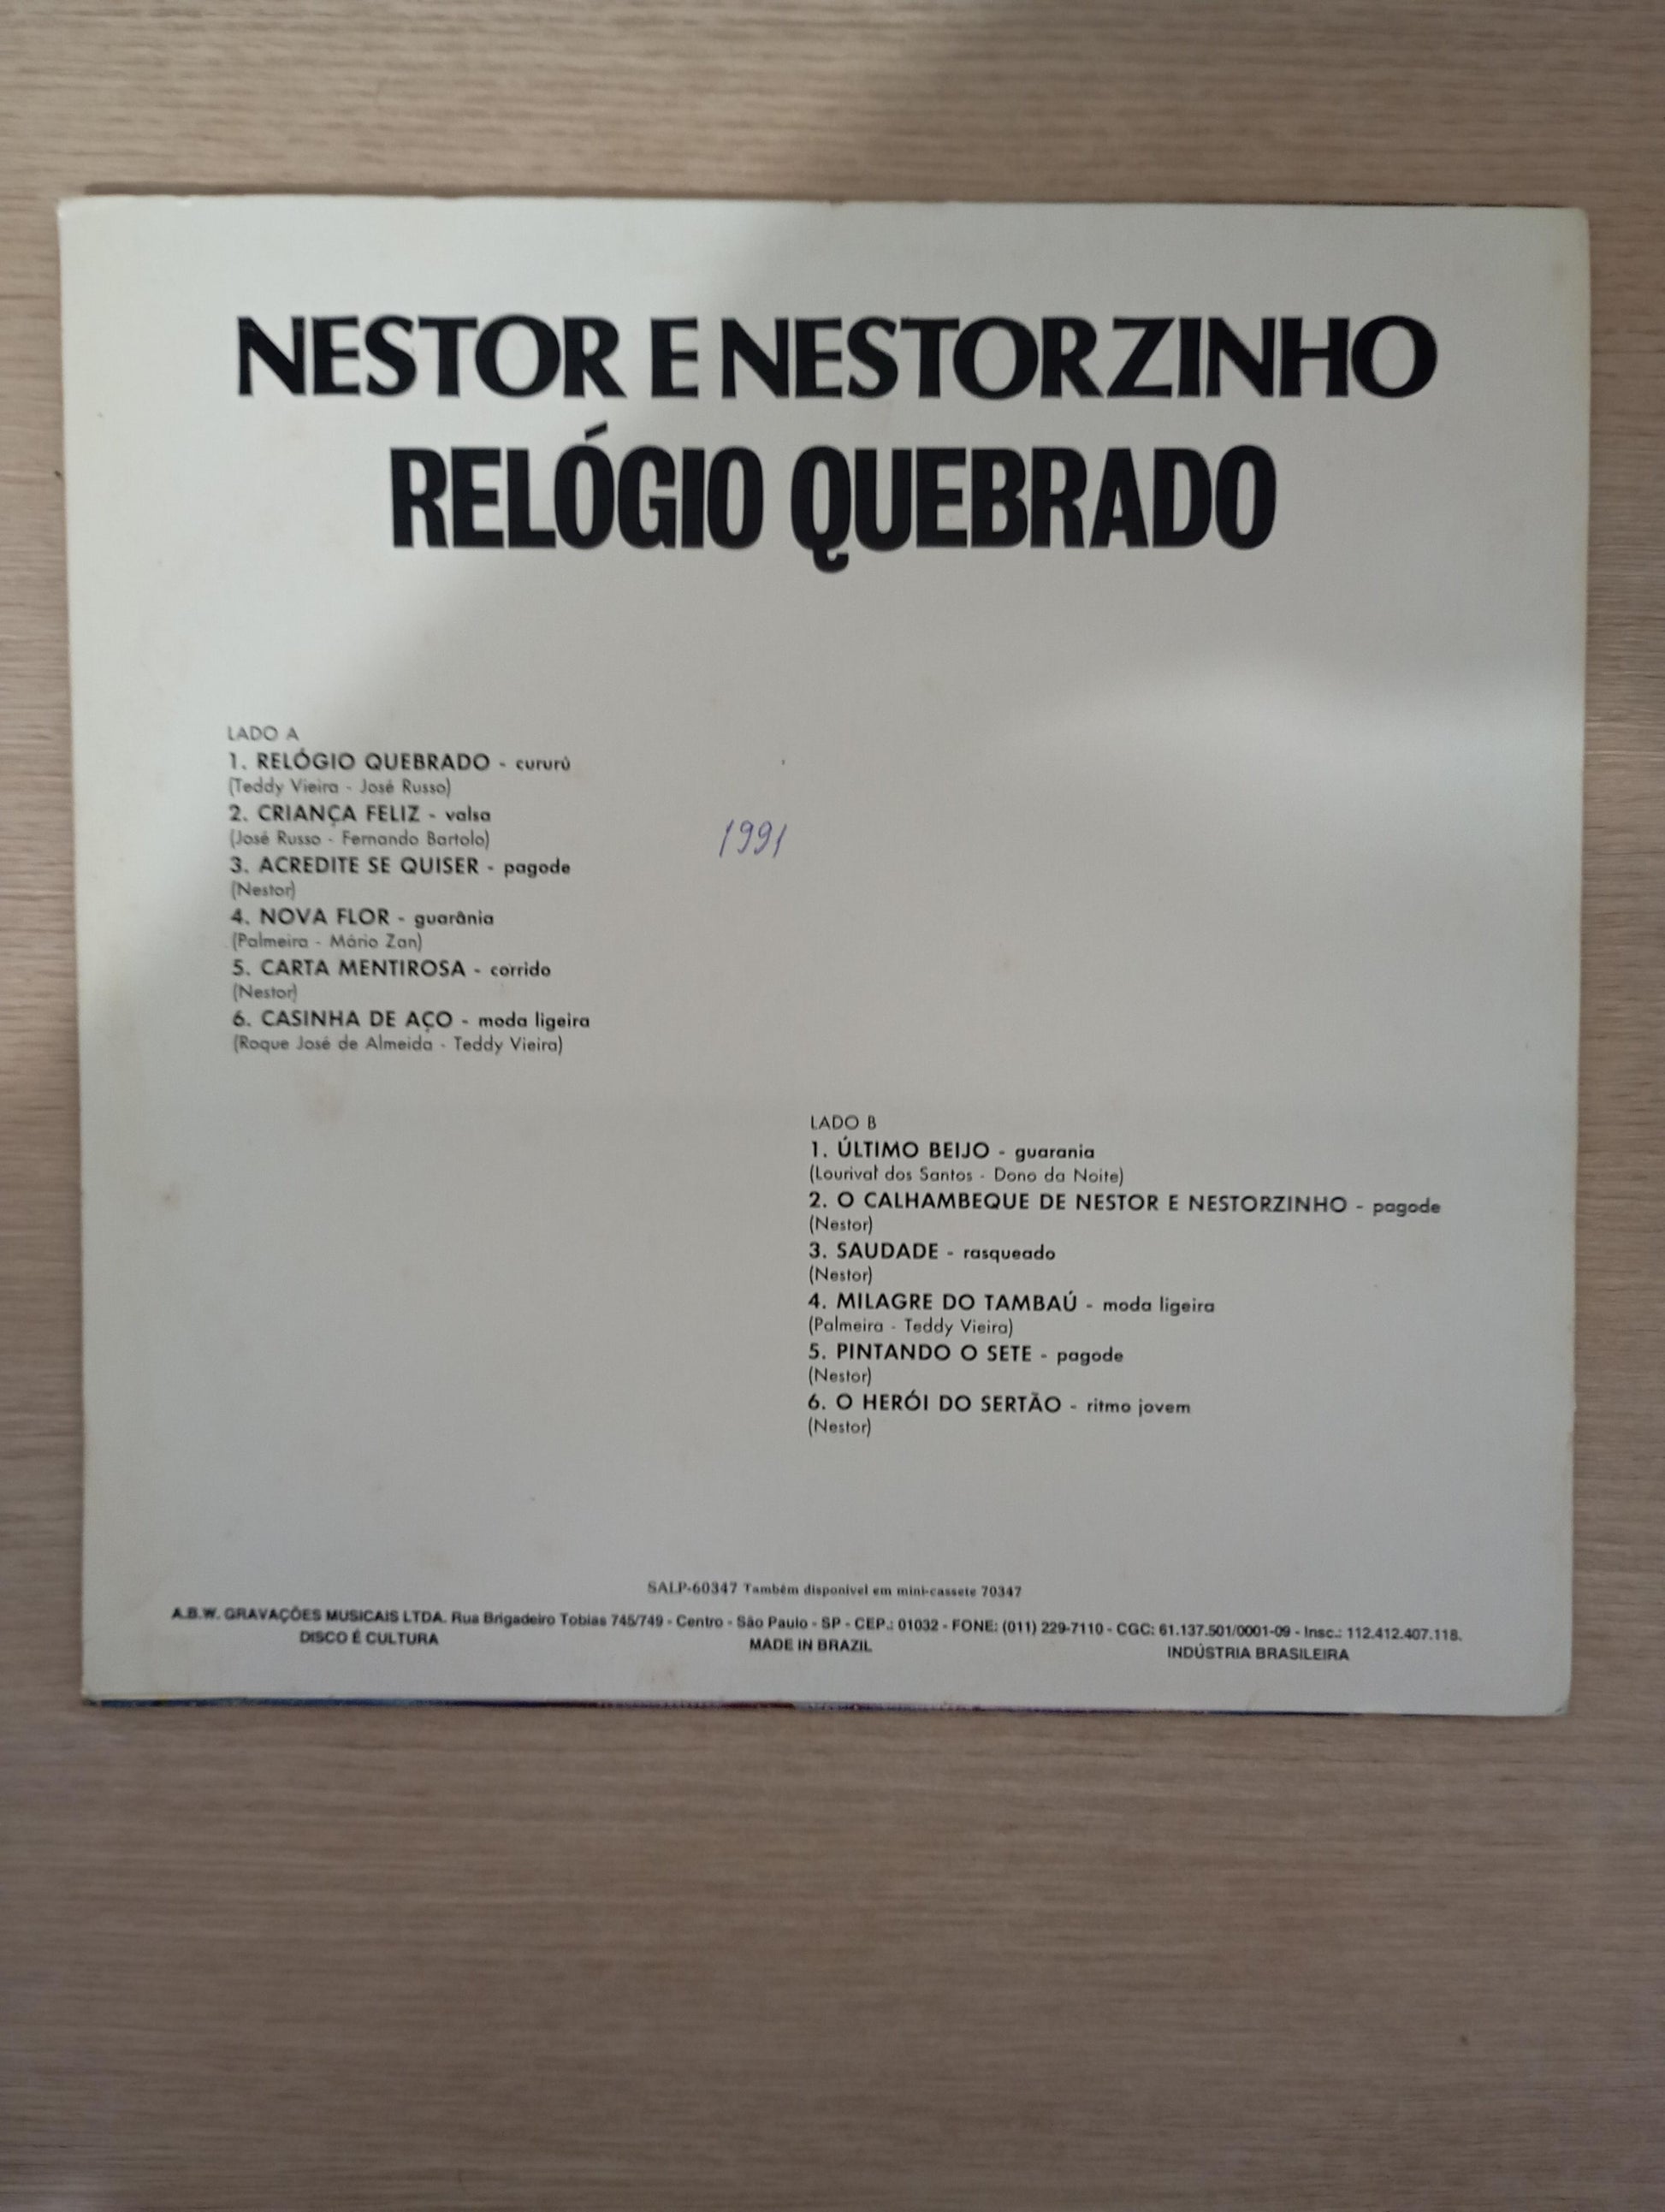 NESTOR E NESTORZINHO
RELÓGIO QUEBRADO
LADO A
1. RELÓGIO QUEBRADO - cururú
(Teddy Vieira - José Russo)
2. CRIANÇA FELIZ - valsa
(José Russo - Fernando Bartolo)
3. ACREDITE SE QUISER - pagode
(Nestor)
4. NOVA FLOR - guarânia
(Palmeira - Mário Zan)
5. CARTA MENTIROSA - corrido
(Nestor)
6. CASINHA DE AÇO - moda ligeira
(Roque José de Almeida - Teddy Vieira)
1991
LADO B
1. ÚLTIMO BEIJO - guarania
(Lourival dos Santos - Dono da Noite)
2. O CALHAMBEQUE DE NESTOR E NESTORZINHO - pagode
(Nestor)
3. SAUDADE - rasqueado
(Nestor)
4. MILAGRE DO TAMBAÚ - moda ligeira
(Palmeira - Teddy Vieira)
5. PINTANDO O SETE - pagode
(Nestor)
6. O HERÓI DO SERTÃO - ritmo jovem
(Nestor)
SALP-60347 Também disponível em mini-cassete 70347
A.B.W. GRAVAÇÕES MUSICAIS LTDA. Rua Brigadeiro Tobias 745/749 - Centro - São Paulo - SP - CEP.: 01032 - FONE: (011) 229-7110 - CGC: 61.137.501/0001-09 - Insc.: 112.412.407.118.
DISCO É CULTURA MADE IN BRAZIL INDÚSTRIA BRASILEIRA